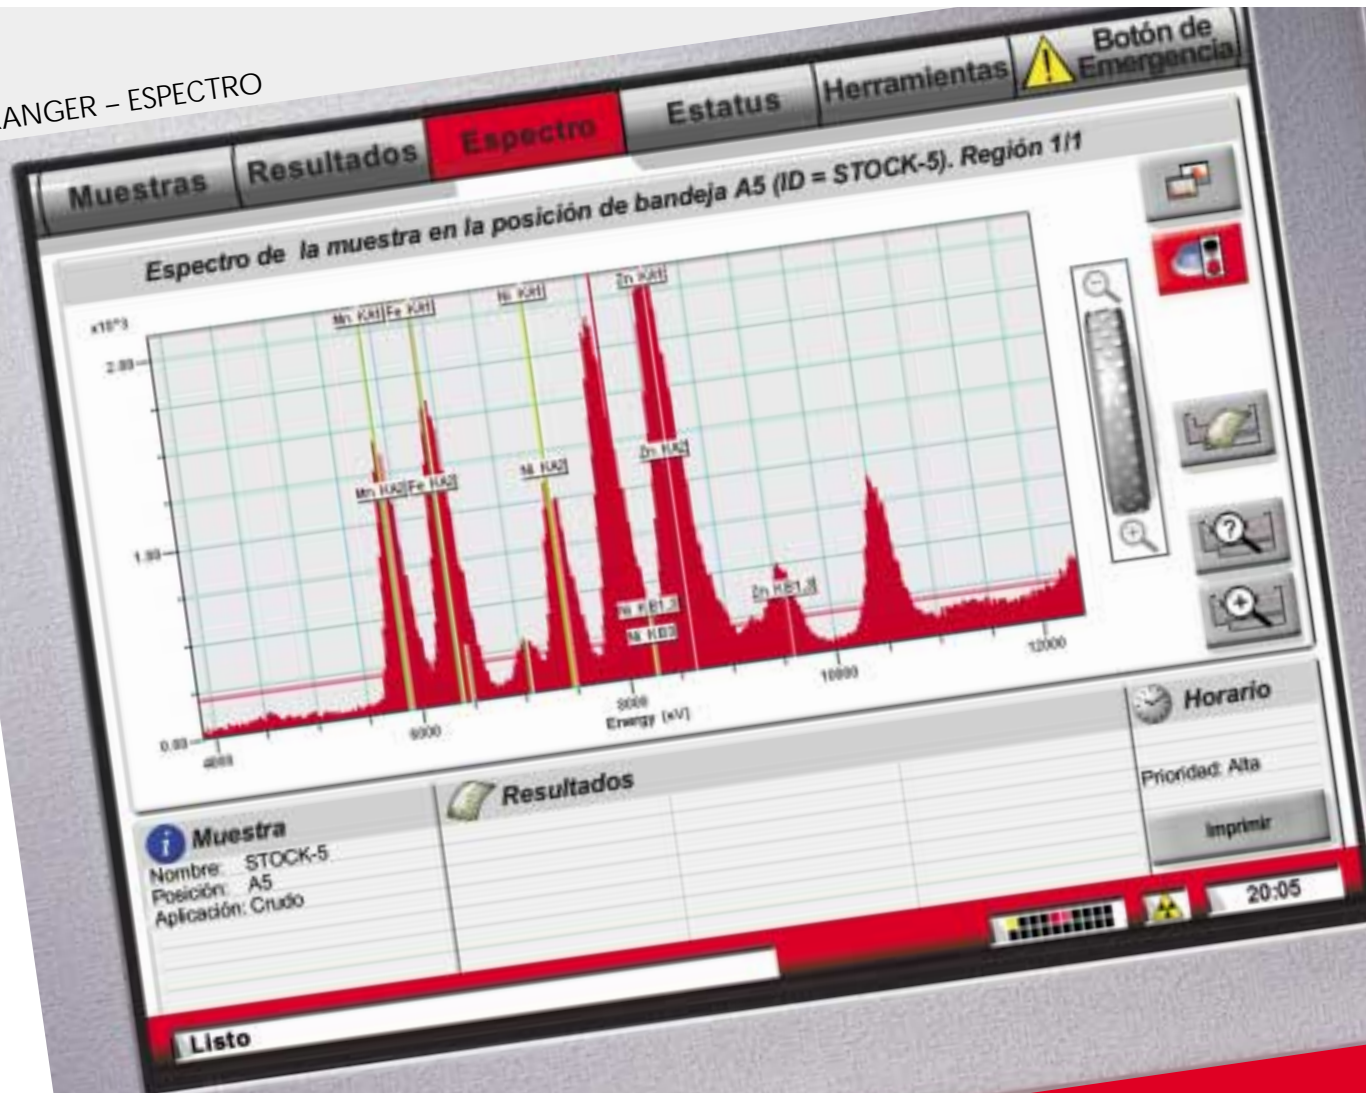 ANGER – ESPECTRO
Muestras
Resultados
Espectro
Estatus
Herramientas
Botón de
Emergencia
Espectro de la muestra en la posición de bandeja A5 (ID = STOCK-5). Región 1/1
x10^3
Mn KA1
Fe KA1
Ni KA1
Zn KA1
Mn KA2
Fe KA2
Ni KA2
Zn KA2
Ni KB1,3
Ni KB3
Zn KB1,3
6000
8000
10000
12000
Energy [eV]
Muestra
Nombre: STOCK-5
Posición: A5
Aplicación: Crudo
Resultados
Horario
Prioridad: Alta
Imprimir
20:05
Listo